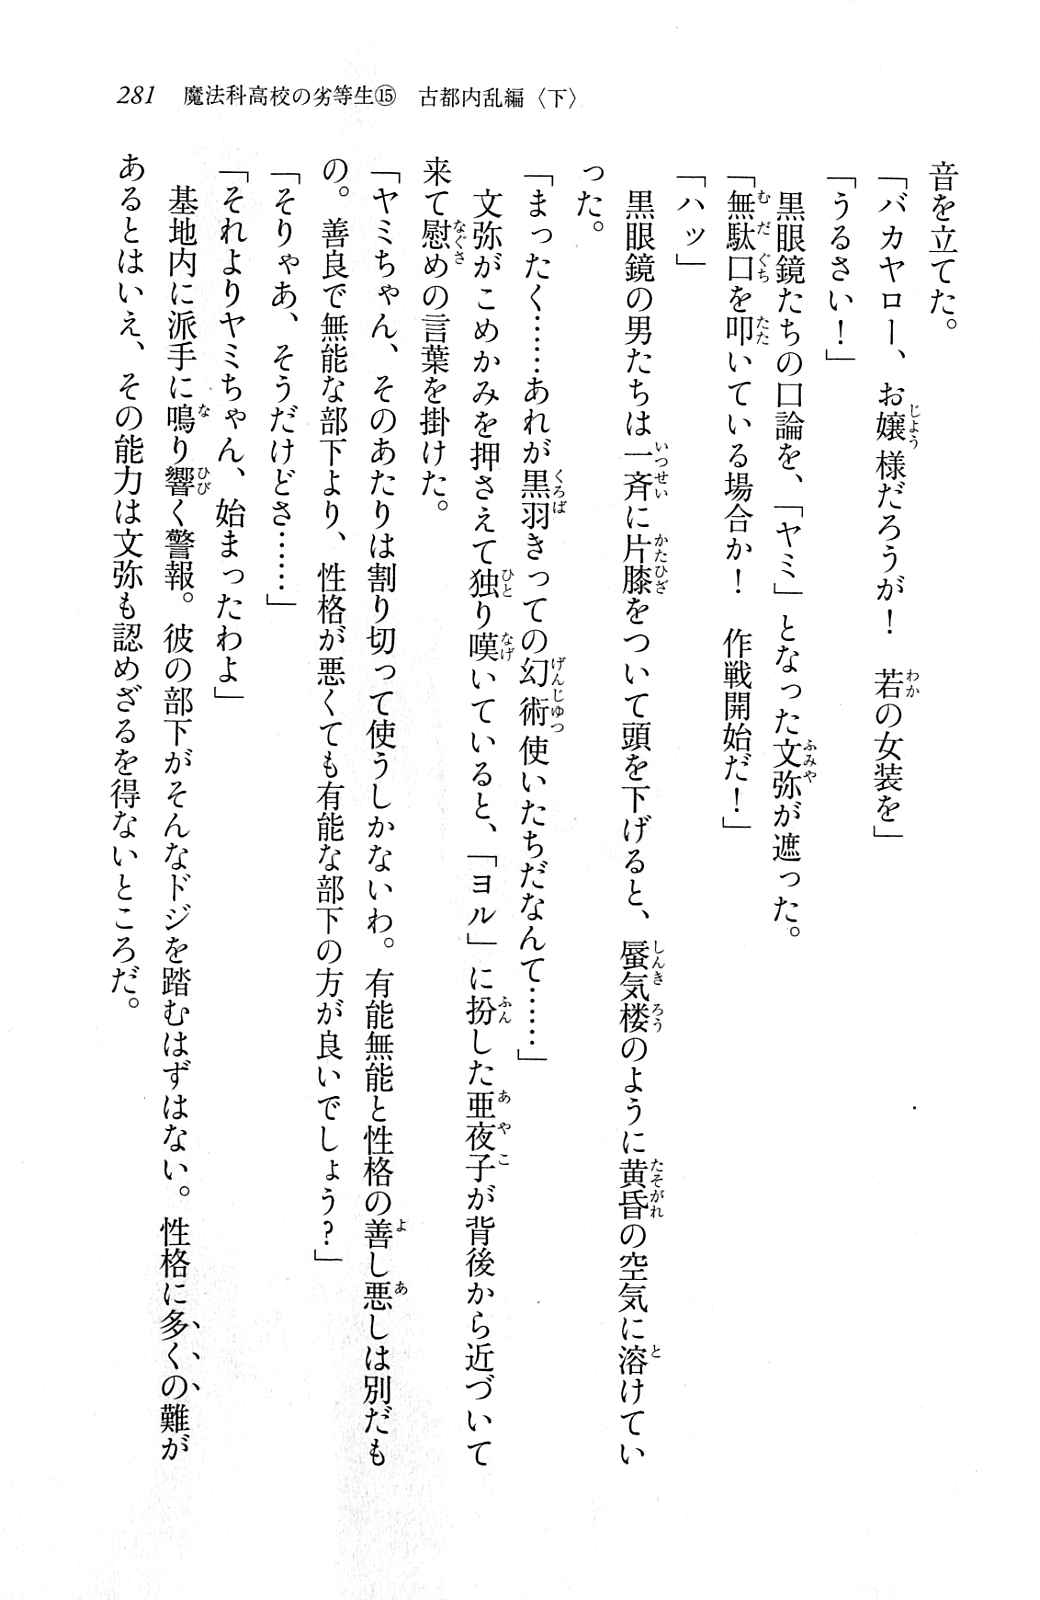 281　魔法科高校の劣等生⑮　古都内乱編〈下〉
音を立てた。
「バカヤロー、お嬢様だろうが！　若の女装を」
「うるさい！」
　黒眼鏡たちの口論を、「ヤミ」となった文弥が遮った。
「無駄口を叩いている場合か！　作戦開始だ！」
「ハッ」
　黒眼鏡の男たちは一斉に片膝をついて頭を下げると、蜃気楼のように黄昏の空気に溶けてい
った。
「まったく……あれが黒羽きっての幻術使いたちだなんて……」
　文弥がこめかみを押さえて独り嘆いていると、「ヨル」に扮した亜夜子が背後から近づいて
来て慰めの言葉を掛けた。
「ヤミちゃん、そのあたりは割り切って使うしかないわ。有能無能と性格の善し悪しは別だも
の。善良で無能な部下より、性格が悪くても有能な部下の方が良いでしょう？」
「そりゃあ、そうだけどさ……」
「それよりヤミちゃん、始まったわよ」
　基地内に派手に鳴り響く警報。彼の部下がそんなドジを踏むはずはない。性格に多くの難が
あるとはいえ、その能力は文弥も認めざるを得ないところだ。